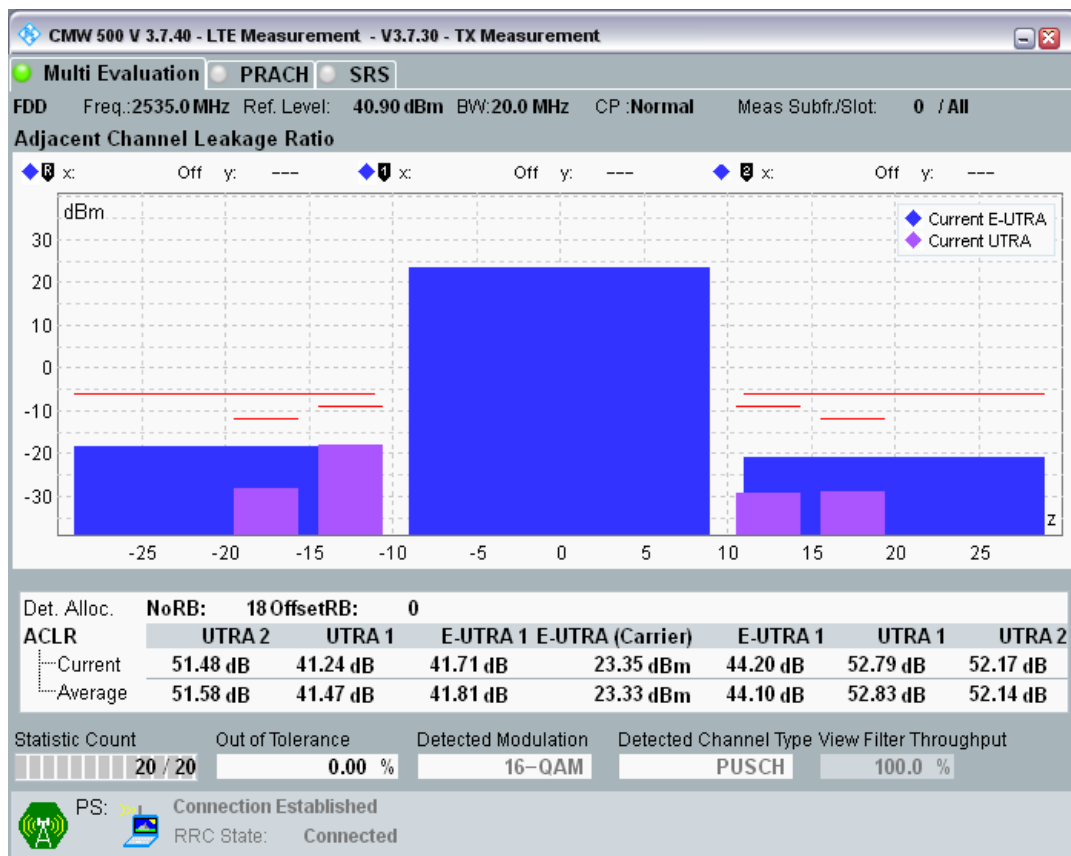 CMW 500 V 3.7.40 - LTE Measurement - V3.7.30 - TX Measurement
Multi Evaluation PRACH SRS
FDD Freq.:2535.0 MHz Ref. Level: 40.90 dBm BW:20.0 MHz CP :Normal Meas Subfr./Slot: 0 / All
Adjacent Channel Leakage Ratio
R x: Off y: --- 1 x: Off y: --- 2 x: Off y: ---
dBm
Current E-UTRA
Current UTRA
30
20
10
0
-10
-20
-30
z
-25 -20 -15 -10 -5 0 5 10 15 20 25
Det. Alloc. NoRB: 18 OffsetRB: 0
ACLR UTRA 2 UTRA 1 E-UTRA 1 E-UTRA (Carrier) E-UTRA 1 UTRA 1 UTRA 2
Current 51.48 dB 41.24 dB 41.71 dB 23.35 dBm 44.20 dB 52.79 dB 52.17 dB
Average 51.58 dB 41.47 dB 41.81 dB 23.33 dBm 44.10 dB 52.83 dB 52.14 dB
Statistic Count Out of Tolerance Detected Modulation Detected Channel Type View Filter Throughput
20 / 20 0.00 % 16-QAM PUSCH 100.0 %
PS: Connection Established
RRC State: Connected